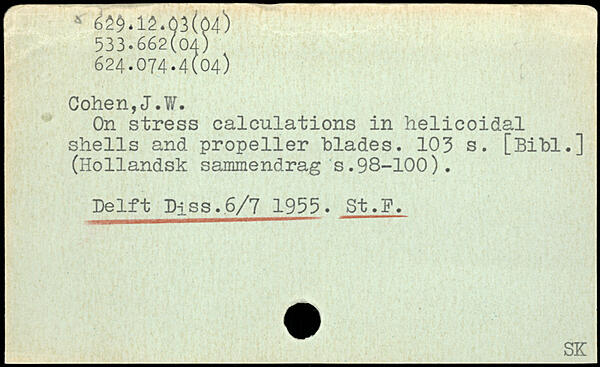 629.12.03(04)
533.662(04)
624.074.4(04)
Cohen,J.W.
On stress calculations in helicoidal
shells and propeller blades. 103 s. [Bibl.]
(Hollandsk sammendrag s.98-100).
Delft Diss.6/7 1955. St.F.
SK